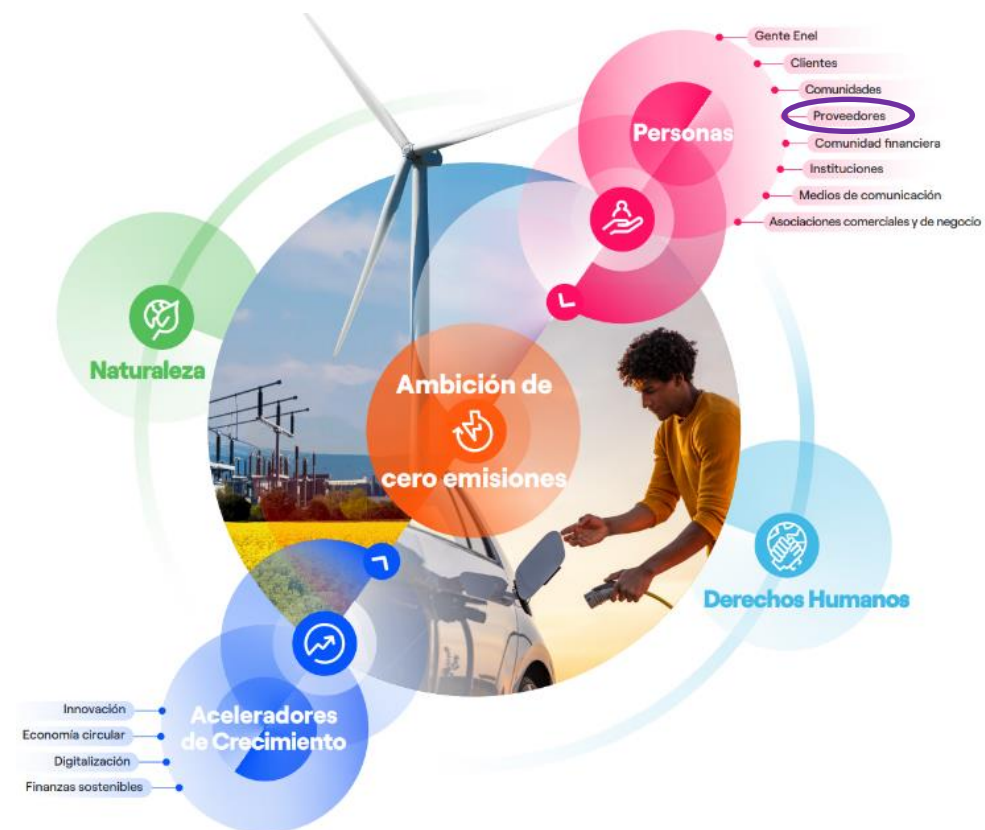 Gente Enel
Clientes
Comunidades
Proveedores
Comunidad financiera
Instituciones
Medios de comunicación
Asociaciones comerciales y de negocio
Personas
Naturaleza
Ambición de
cero emisiones
Derechos Humanos
Aceleradores
de Crecimiento
Innovación
Economía circular
Digitalización
Finanzas sostenibles